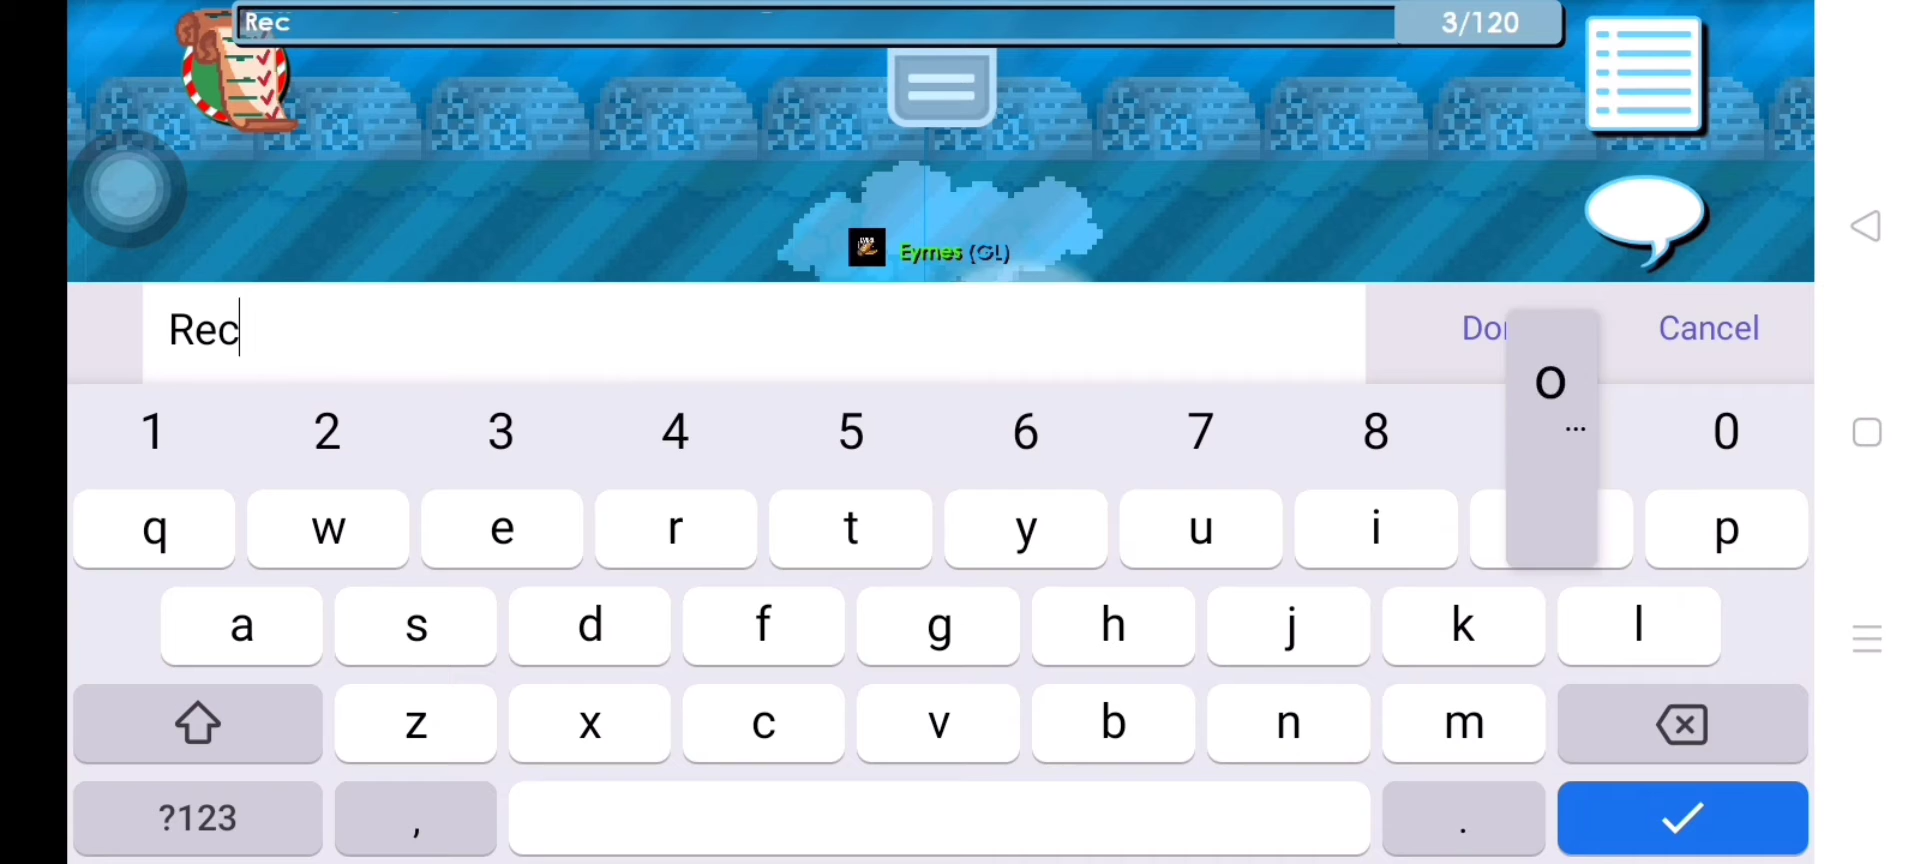 Rec
3/120
Eymes (GL)
Rec
Do
Cancel
o
...
1 2 3 4 5 6 7 8 0
q w e r t y u i p
a s d f g h j k l
z x c v b n m
?123 , .